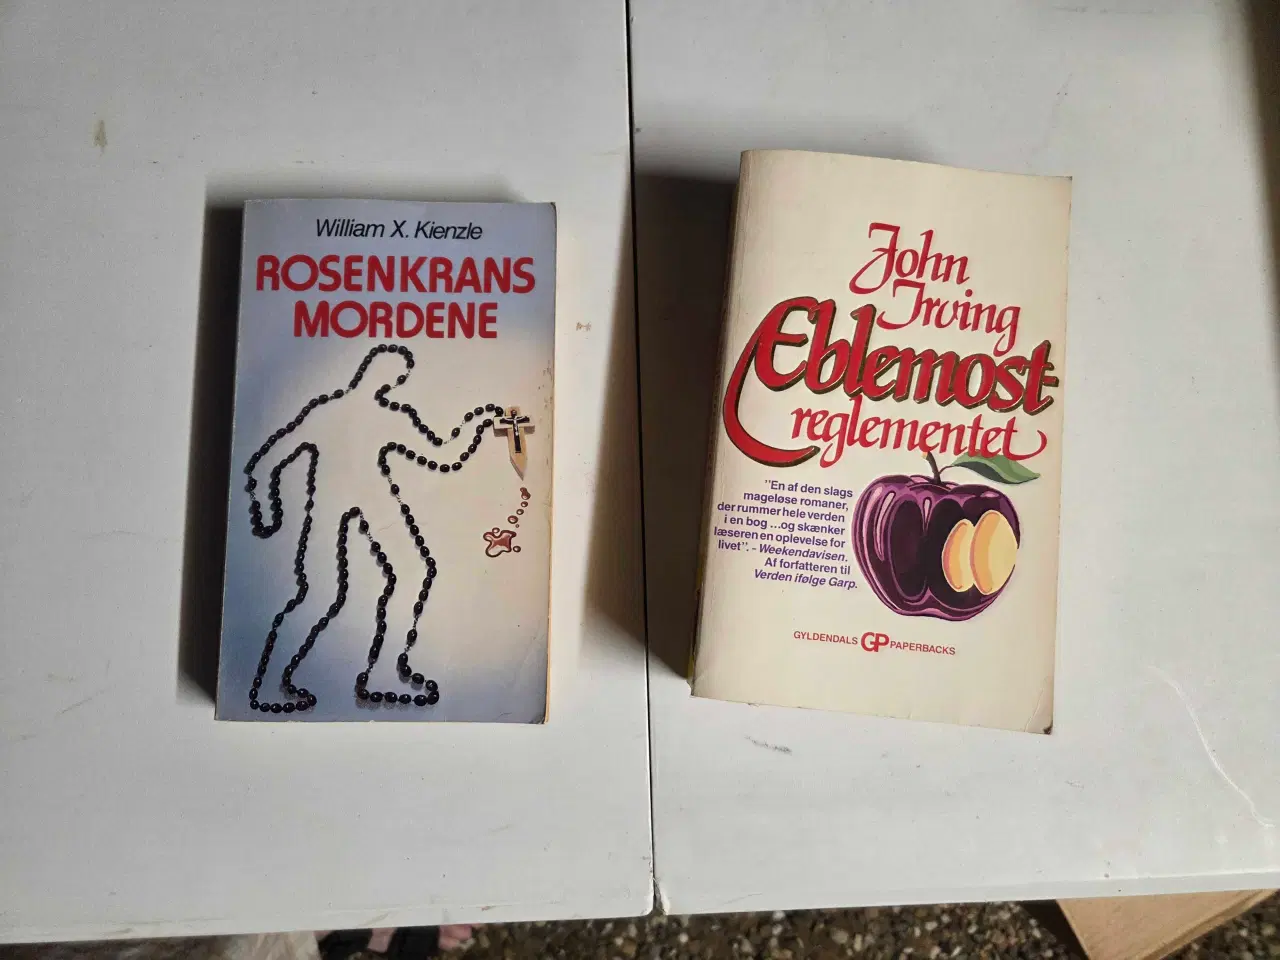 William X. Kienzle
ROSENKRANS
MORDENE
John
Irving
Æblemost-
reglementet
"En af den slags
mageløse romaner,
der rummer hele verden
i en bog ...og skænker
læseren en oplevelse for
livet". - Weekendavisen.
Af forfatteren til
Verden ifølge Garp.
GYLDENDALS GP PAPERBACKS